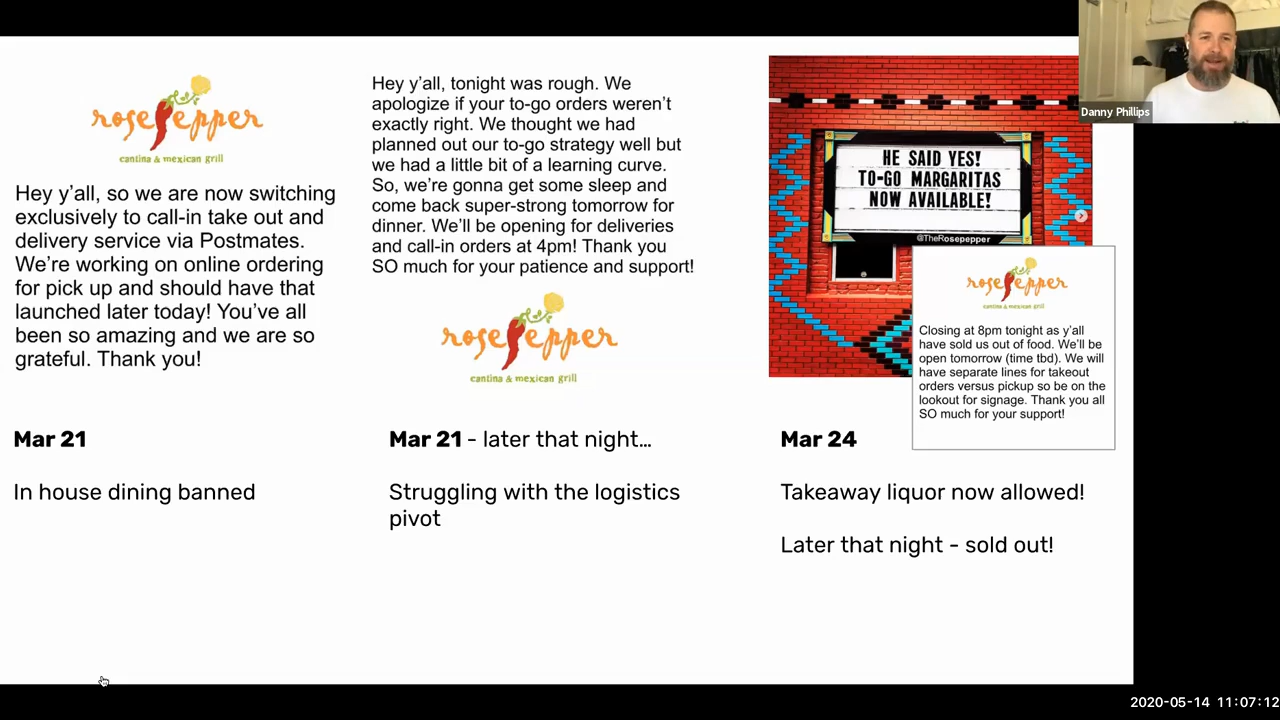 rosepepper
cantina & mexican grill
Hey y’all, so we are now switching
exclusively to call-in take out and
delivery service via Postmates.
We’re working on online ordering
for pick up and should have that
launched later today! You’ve all
been so amazing and we are so
grateful. Thank you!
Mar 21
In house dining banned
Hey y’all, tonight was rough. We
apologize if your to-go orders weren’t
exactly right. We thought we had
planned out our to-go strategy well but
we had a little bit of a learning curve.
So, we’re gonna get some sleep and
come back super-strong tomorrow for
dinner. We’ll be opening for deliveries
and call-in orders at 4pm! Thank you
SO much for your patience and support!
rosepepper
cantina & mexican grill
Mar 21 - later that night…
Struggling with the logistics
pivot
HE SAID YES!
TO-GO MARGARITAS
NOW AVAILABLE!
@TheRosepepper
rosepepper
cantina & mexican grill
Closing at 8pm tonight as y’all
have sold us out of food. We’ll be
open tomorrow (time tbd). We will
have separate lines for takeout
orders versus pickup so be on the
lookout for signage. Thank you all
SO much for your support!
Mar 24
Takeaway liquor now allowed!
Later that night - sold out!
Danny Phillips
2020-05-14 11:07:12